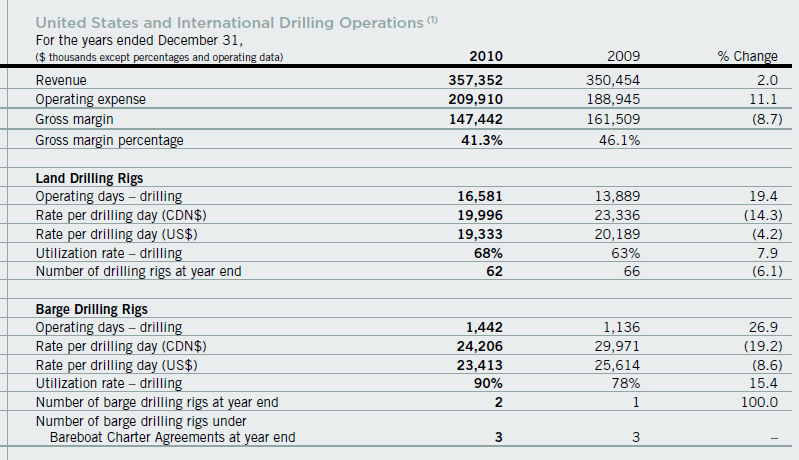 United States and International Drilling Operations (1)
For the years ended December 31,
($ thousands except percentages and operating data) 2010 2009 % Change
Revenue 357,352 350,454 2.0
Operating expense 209,910 188,945 11.1
Gross margin 147,442 161,509 (8.7)
Gross margin percentage 41.3% 46.1%
Land Drilling Rigs
Operating days – drilling 16,581 13,889 19.4
Rate per drilling day (CDN$) 19,996 23,336 (14.3)
Rate per drilling day (US$) 19,333 20,189 (4.2)
Utilization rate – drilling 68% 63% 7.9
Number of drilling rigs at year end 62 66 (6.1)
Barge Drilling Rigs
Operating days – drilling 1,442 1,136 26.9
Rate per drilling day (CDN$) 24,206 29,971 (19.2)
Rate per drilling day (US$) 23,413 25,614 (8.6)
Utilization rate – drilling 90% 78% 15.4
Number of barge drilling rigs at year end 2 1 100.0
Number of barge drilling rigs under
Bareboat Charter Agreements at year end 3 3 –